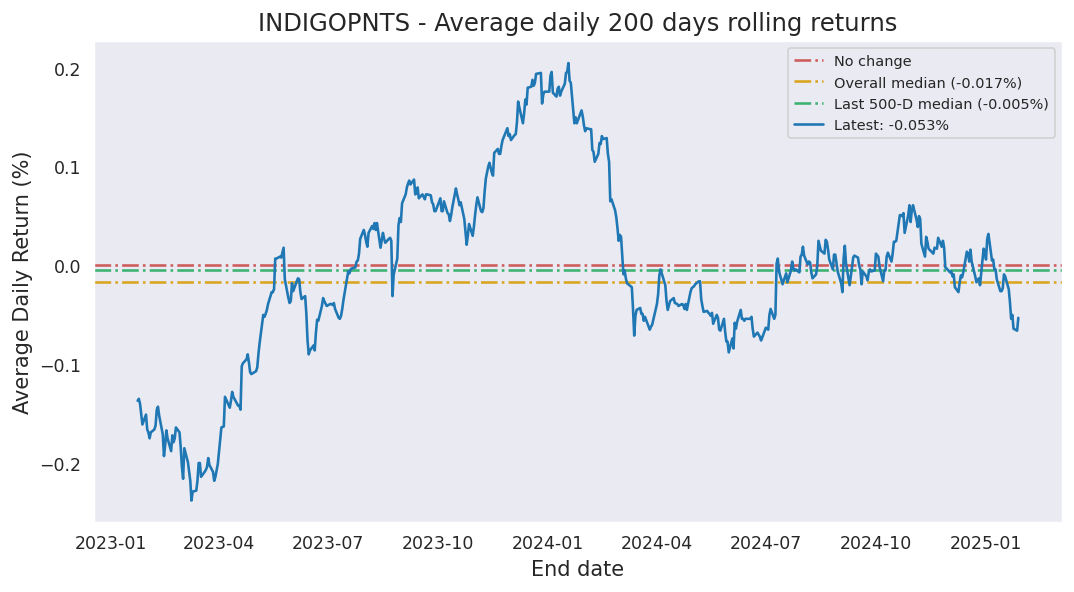 INDIGOPNTS - Average daily 200 days rolling returns
No change
Overall median (-0.017%)
Last 500-D median (-0.005%)
Latest: -0.053%
Average Daily Return (%)
0.2
0.1
0.0
−0.1
−0.2
2023-01 2023-04 2023-07 2023-10 2024-01 2024-04 2024-07 2024-10 2025-01
End date